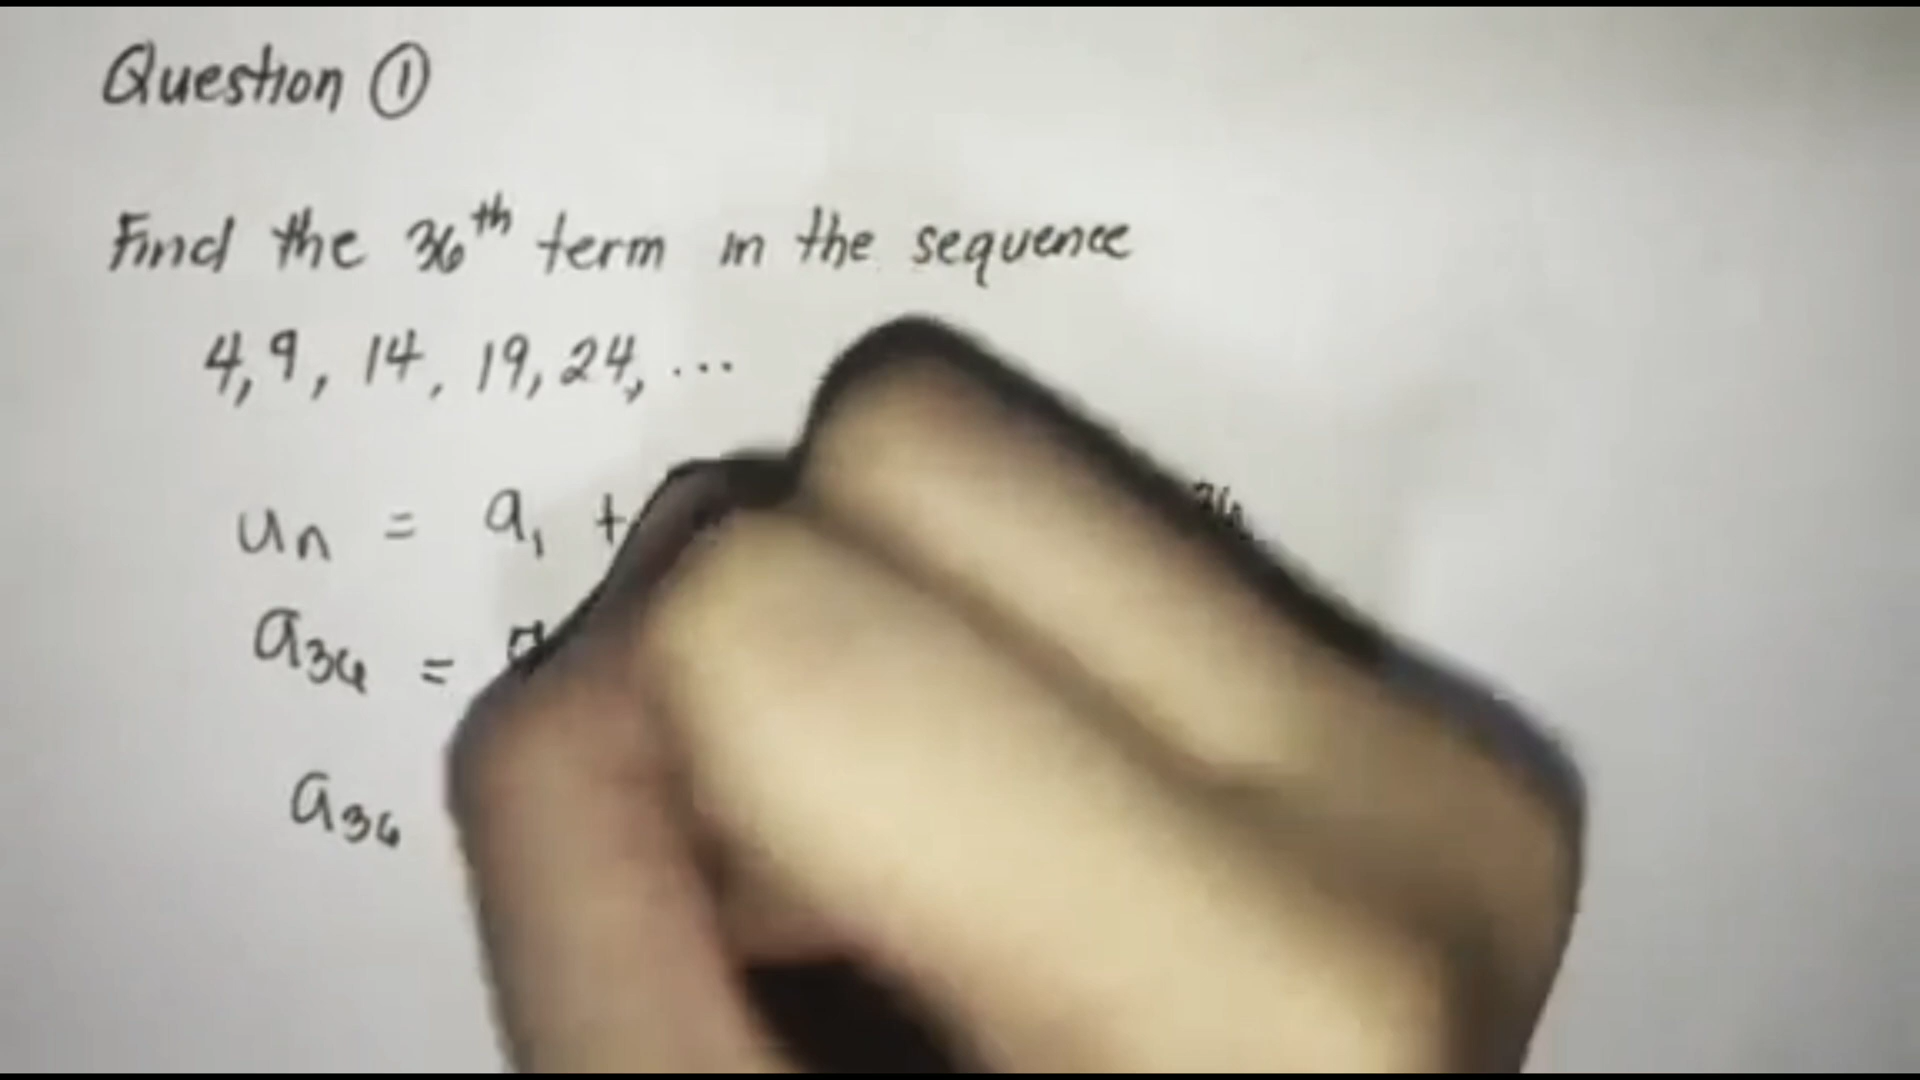 Question ①
Find the 36th term in the sequence
4, 9, 14, 19, 24, ...
un = a1 +
a36 =
a36